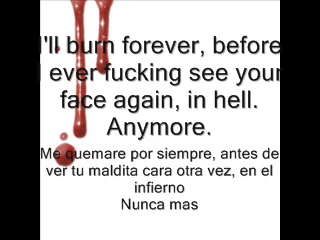 I'll burn forever, before
I ever fucking see your
face again, in hell.
Anymore.
Me quemare por siempre, antes de
ver tu maldita cara otra vez, en el
infierno
Nunca mas